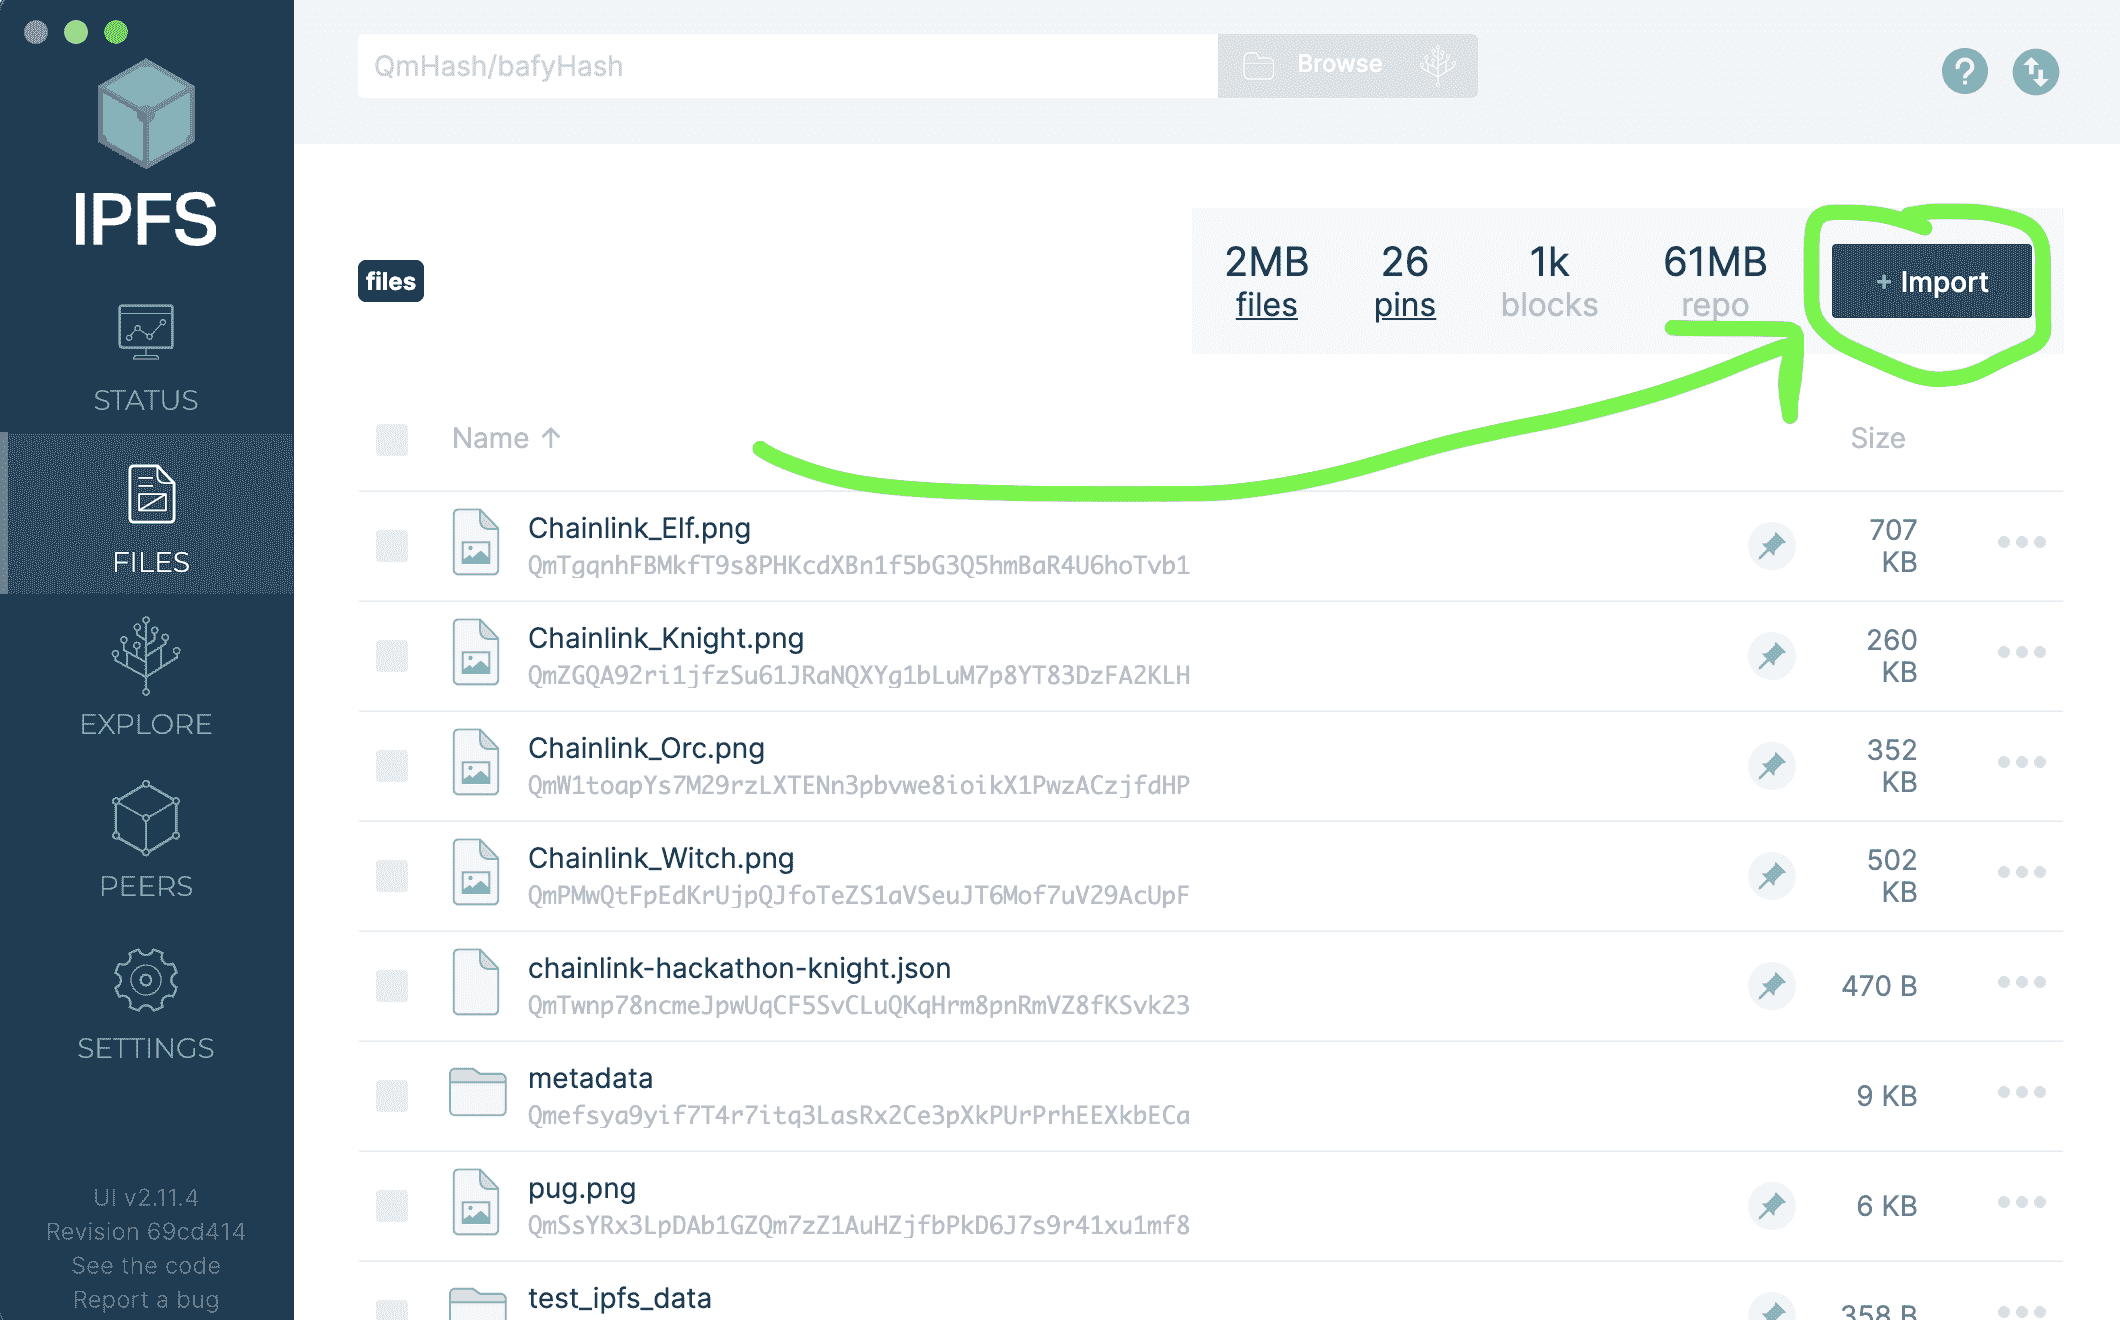 IPFS
STATUS
FILES
EXPLORE
PEERS
SETTINGS
UI v2.11.4
Revision 69cd414
See the code
Report a bug
QmHash/bafyHash
Browse
?
files
2MB
files
26
pins
1k
blocks
61MB
repo
+ Import
Name ↑
Size
Chainlink_Elf.png
QmTgqnhFBMkfT9s8PHKcdXBn1f5bG3Q5hmBaR4U6hoTvb1
707
KB
Chainlink_Knight.png
QmZGQA92ri1jfzSu61JRaNQXYg1bLuM7p8YT83DzFA2KLH
260
KB
Chainlink_Orc.png
QmW1toapYs7M29rzLXTENn3pbvwe8ioikX1PwzACzjfdHP
352
KB
Chainlink_Witch.png
QmPMwQtFpEdKrUjpQJfoTeZS1aVSeuJT6Mof7uV29AcUpF
502
KB
chainlink-hackathon-knight.json
QmTwnp78ncmeJpwUqCF5SvCLuQKqHrm8pnRmVZ8fKSvk23
470 B
metadata
Qmefsya9yif7T4r7itq3LasRx2Ce3pXkPUrPrhEEXkbECa
9 KB
pug.png
QmSsYRx3LpDAb1GZQm7zZ1AuHZjfbPkD6J7s9r41xu1mf8
6 KB
test_ipfs_data
358 B